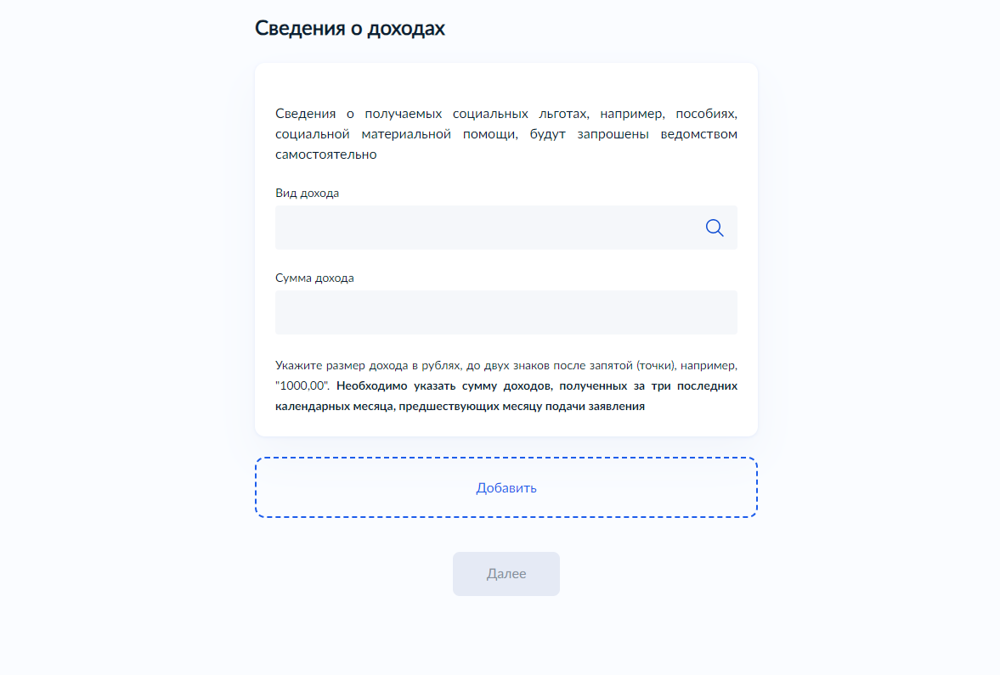 Сведения о доходах
Сведения о получаемых социальных льготах, например, пособиях,
социальной материальной помощи, будут запрошены ведомством
самостоятельно
Вид дохода
Сумма дохода
Укажите размер дохода в рублях, до двух знаков после запятой (точки), например,
"1000,00". Необходимо указать сумму доходов, полученных за три последних
календарных месяца, предшествующих месяцу подачи заявления
Добавить
Далее